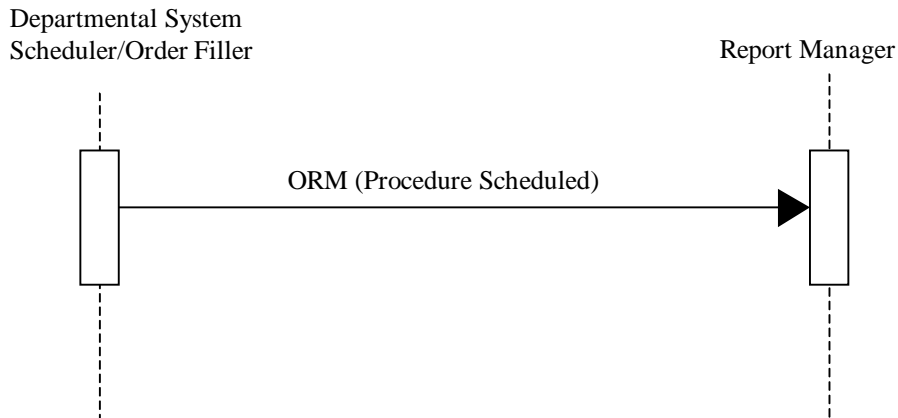 Departmental System
Scheduler/Order Filler
Report Manager
ORM (Procedure Scheduled)